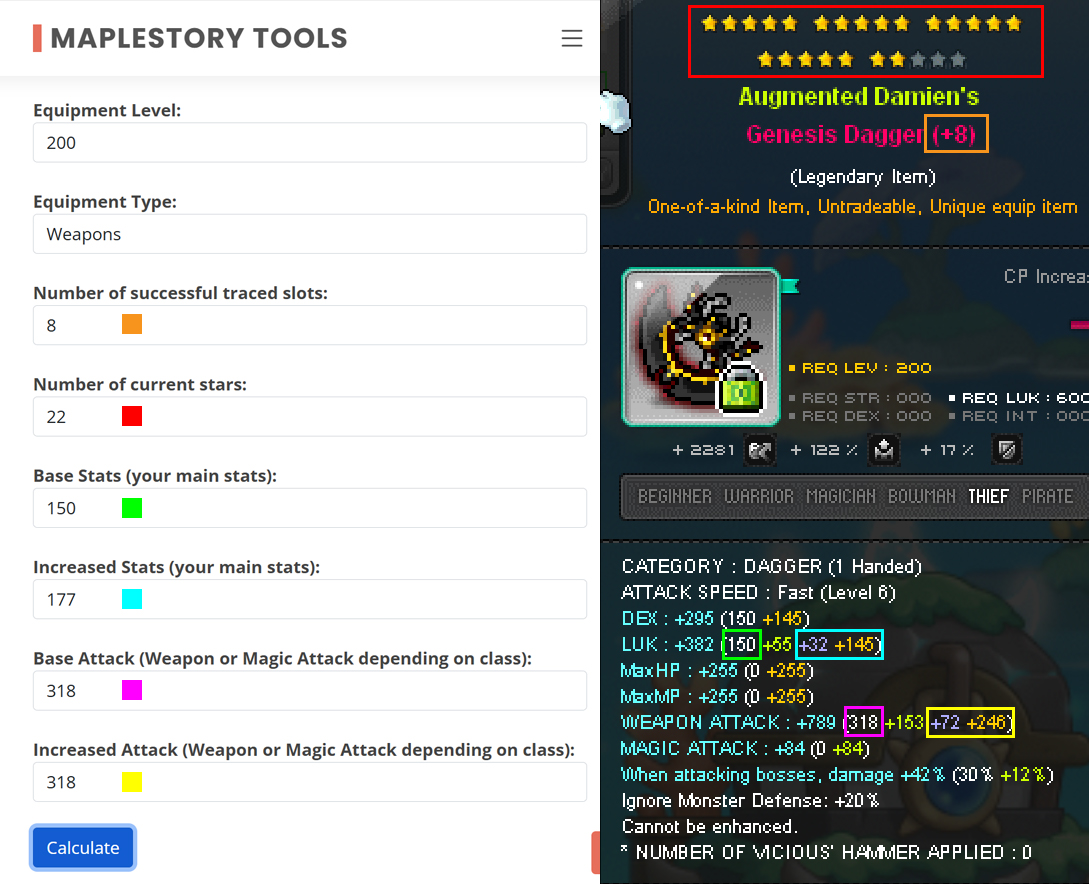 MAPLESTORY TOOLS
Equipment Level:
200
Equipment Type:
Weapons
Number of successful traced slots:
8
Number of current stars:
22
Base Stats (your main stats):
150
Increased Stats (your main stats):
177
Base Attack (Weapon or Magic Attack depending on class):
318
Increased Attack (Weapon or Magic Attack depending on class):
318
Calculate
Augmented Damien's
Genesis Dagger (+8)
(Legendary Item)
One-of-a-kind Item, Untradeable, Unique equip item
CP Increa
REQ LEV : 200
REQ STR : 000 REQ LUK : 600
REQ DEX : 000 REQ INT : 000
+ 2281 + 122 % + 17 %
BEGINNER WARRIOR MAGICIAN BOWMAN THIEF PIRATE
CATEGORY : DAGGER (1 Handed)
ATTACK SPEED : Fast (Level 6)
DEX : +295 (150 +145)
LUK : +382 (150 +55 +32 +145)
MaxHP : +255 (0 +255)
MaxMP : +255 (0 +255)
WEAPON ATTACK : +789 (318 +153 +72 +246)
MAGIC ATTACK : +84 (0 +84)
When attacking bosses, damage +42% (30% +12%)
Ignore Monster Defense: +20%
Cannot be enhanced.
* NUMBER OF 'VICIOUS' HAMMER APPLIED : 0